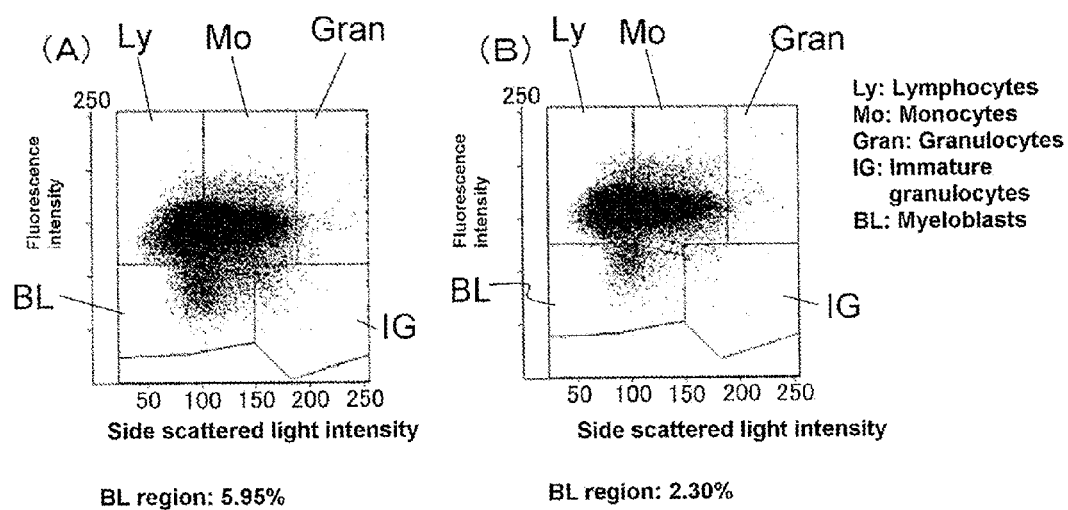 (A)
Ly
Mo
Gran
250
Fluorescence
intensity
BL
IG
50 100 150 200 250
Side scattered light intensity
BL region: 5.95%
(B)
Ly
Mo
Gran
250
Fluorescence
intensity
BL
IG
50 100 150 200 250
Side scattered light intensity
BL region: 2.30%
Ly: Lymphocytes
Mo: Monocytes
Gran: Granulocytes
IG: Immature
granulocytes
BL: Myeloblasts